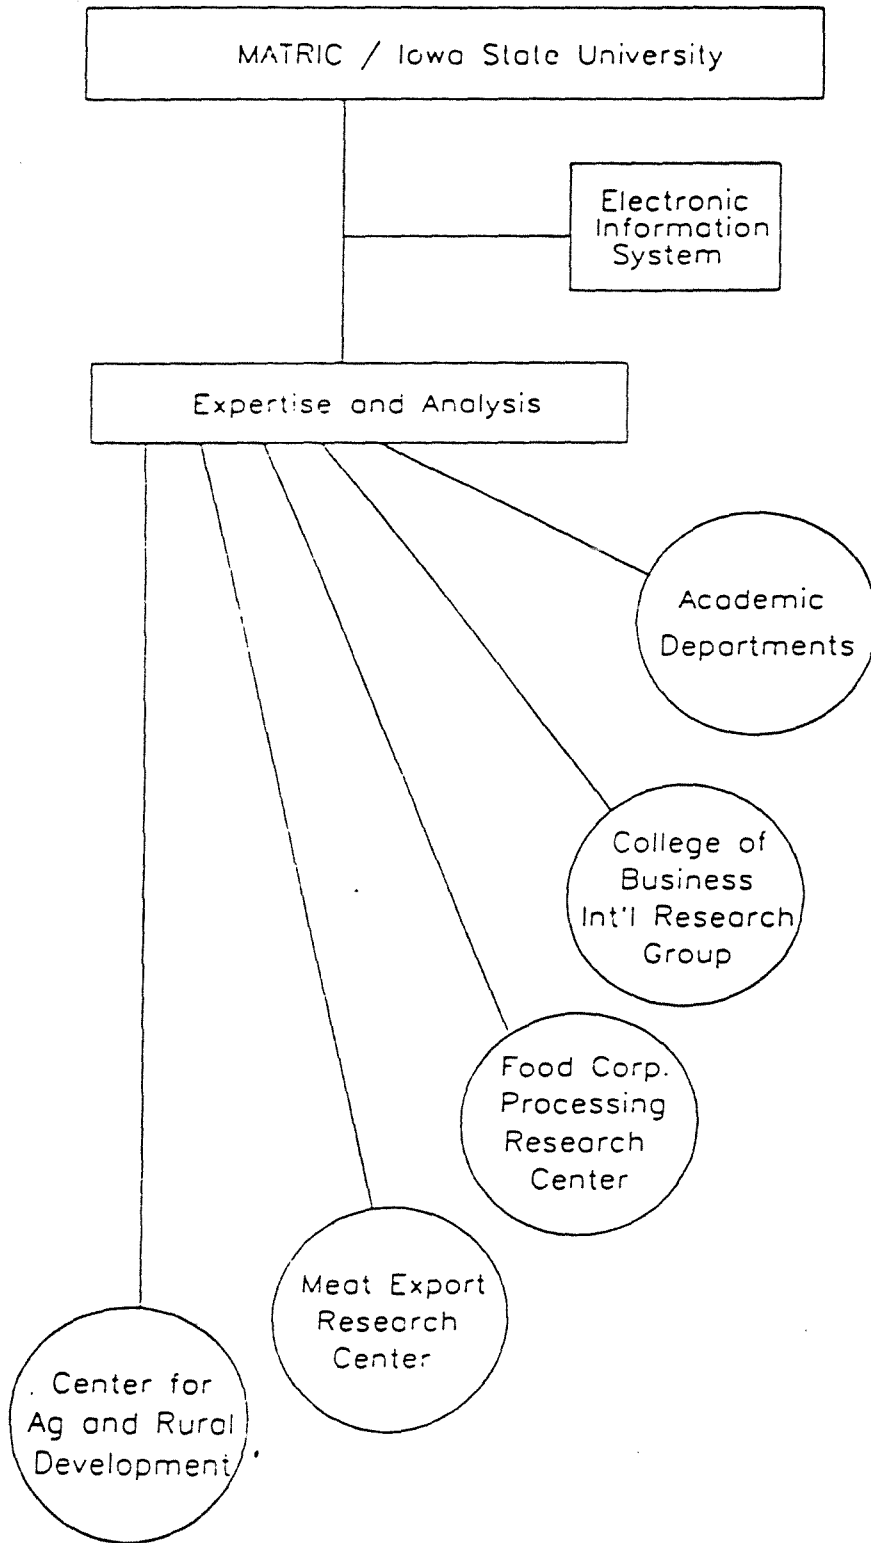 MATRIC / Iowa State University
Electronic
Information
System
Expertise and Analysis
Academic
Departments
College of
Business
Int'l Research
Group
Food Corp.
Processing
Research
Center
Meat Export
Research
Center
Center for
Ag and Rural
Development